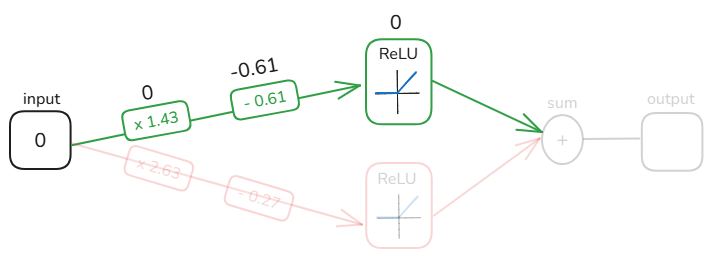 0
ReLU
-0.61
0
input
- 0.61
x 1.43
0
sum
output
+
x 2.63
- 0.27
ReLU